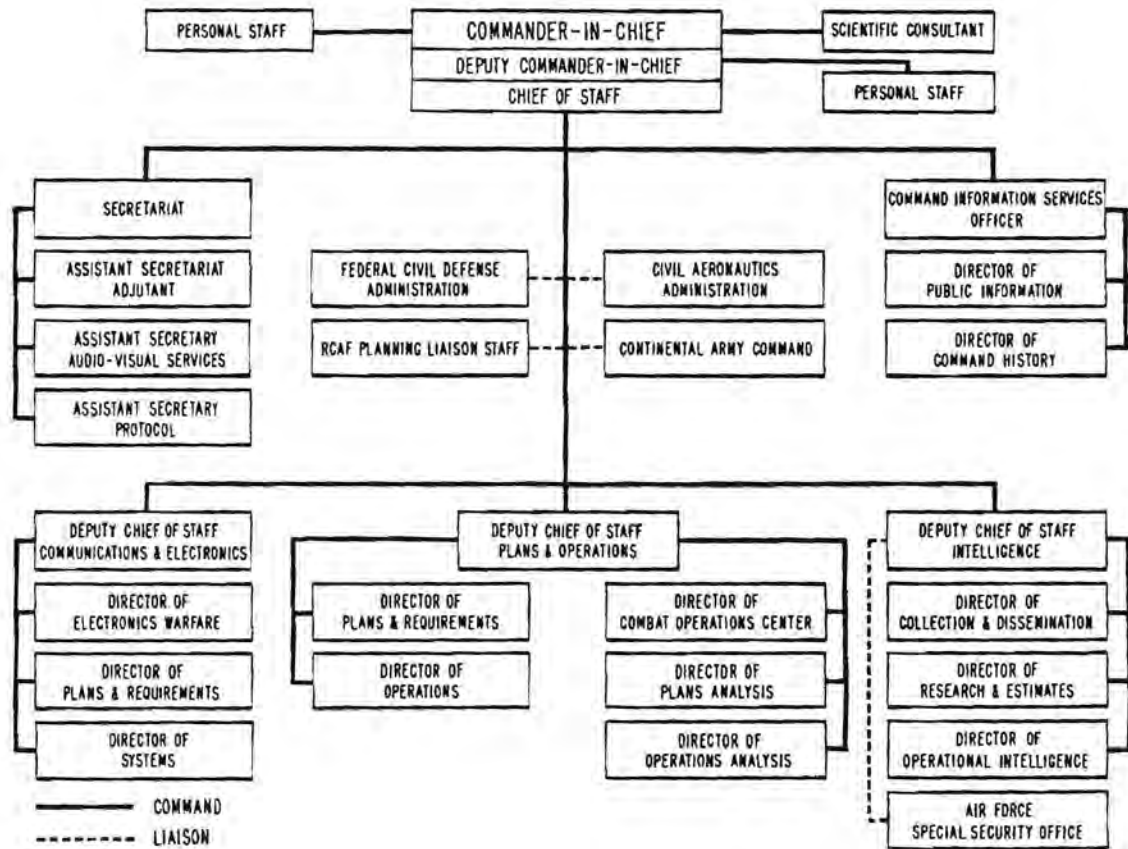 PERSONAL STAFF
COMMANDER-IN-CHIEF
SCIENTIFIC CONSULTANT
DEPUTY COMMANDER-IN-CHIEF
PERSONAL STAFF
CHIEF OF STAFF
SECRETARIAT
COMMAND INFORMATION SERVICES
OFFICER
ASSISTANT SECRETARIAT
ADJUTANT
FEDERAL CIVIL DEFENSE
ADMINISTRATION
CIVIL AERONAUTICS
ADMINISTRATION
DIRECTOR OF
PUBLIC INFORMATION
ASSISTANT SECRETARY
AUDIO-VISUAL SERVICES
RCAF PLANNING LIAISON STAFF
CONTINENTAL ARMY COMMAND
DIRECTOR OF
COMMAND HISTORY
ASSISTANT SECRETARY
PROTOCOL
DEPUTY CHIEF OF STAFF
COMMUNICATIONS & ELECTRONICS
DEPUTY CHIEF OF STAFF
PLANS & OPERATIONS
DEPUTY CHIEF OF STAFF
INTELLIGENCE
DIRECTOR OF
ELECTRONICS WARFARE
DIRECTOR OF
PLANS & REQUIREMENTS
DIRECTOR OF
COMBAT OPERATIONS CENTER
DIRECTOR OF
COLLECTION & DISSEMINATION
DIRECTOR OF
PLANS & REQUIREMENTS
DIRECTOR OF
OPERATIONS
DIRECTOR OF
PLANS ANALYSIS
DIRECTOR OF
RESEARCH & ESTIMATES
DIRECTOR OF
SYSTEMS
DIRECTOR OF
OPERATIONS ANALYSIS
DIRECTOR OF
OPERATIONAL INTELLIGENCE
COMMAND
LIAISON
AIR FORCE
SPECIAL SECURITY OFFICE